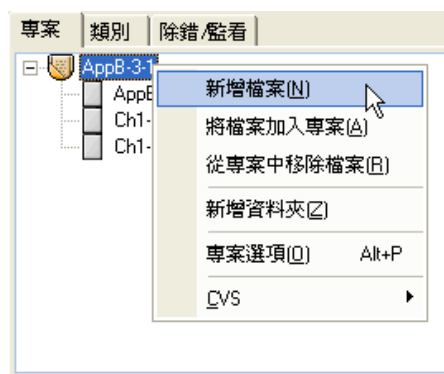 專案 類別 除錯/監看
AppB-3-1
AppB
Ch1-
Ch1-
新增檔案(N)
將檔案加入專案(A)
從專案中移除檔案(R)
新增資料夾(Z)
專案選項(O) Alt+P
CVS